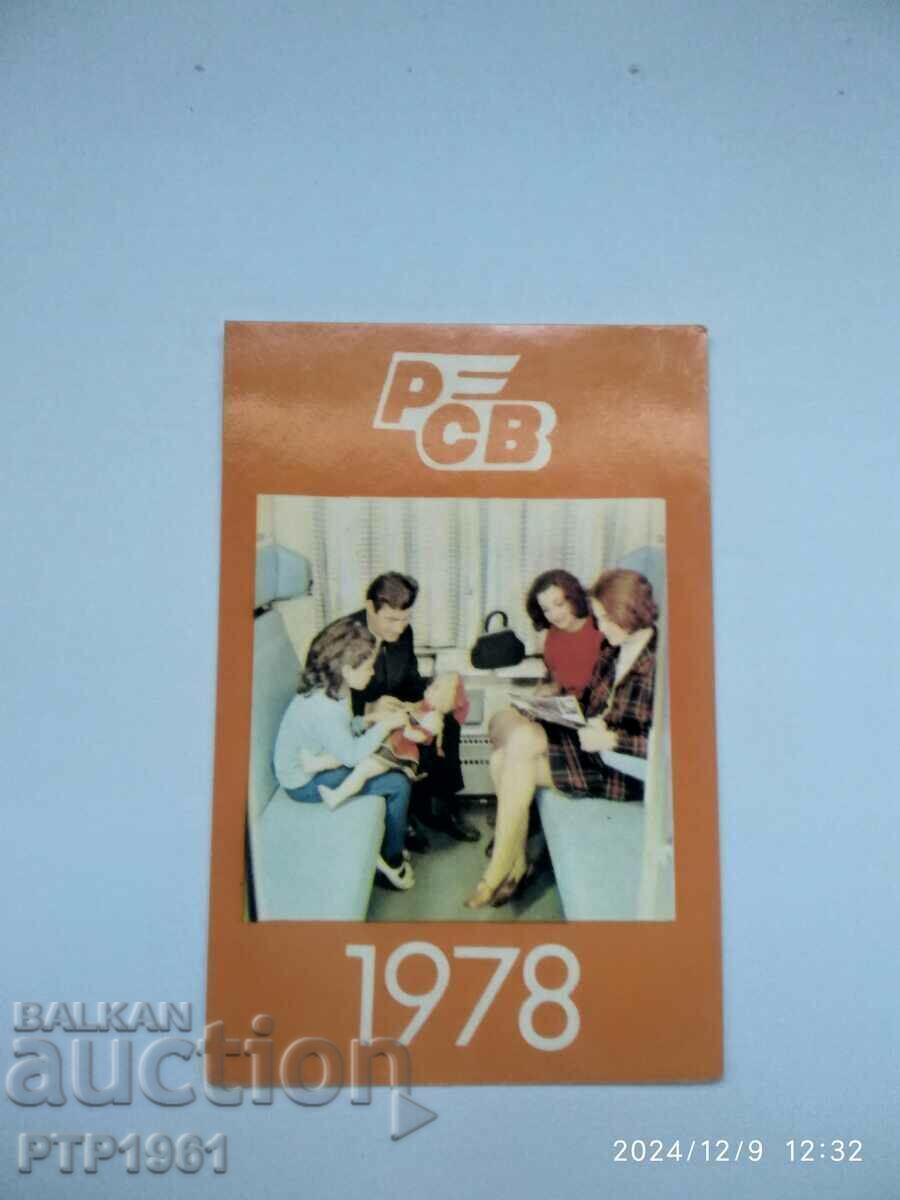 РСВ
1978
BALKAN
auction
PTP1961
2024/12/9 12:32